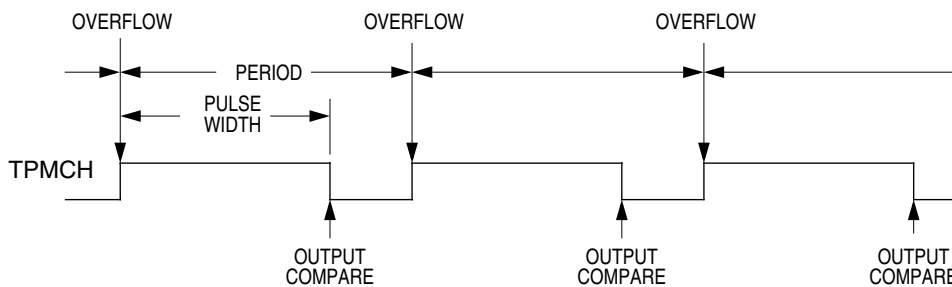 OVERFLOW OVERFLOW OVERFLOW
PERIOD
PULSE
WIDTH
TPMCH
OUTPUT
COMPARE
OUTPUT
COMPARE
OUTPUT
COMPARE